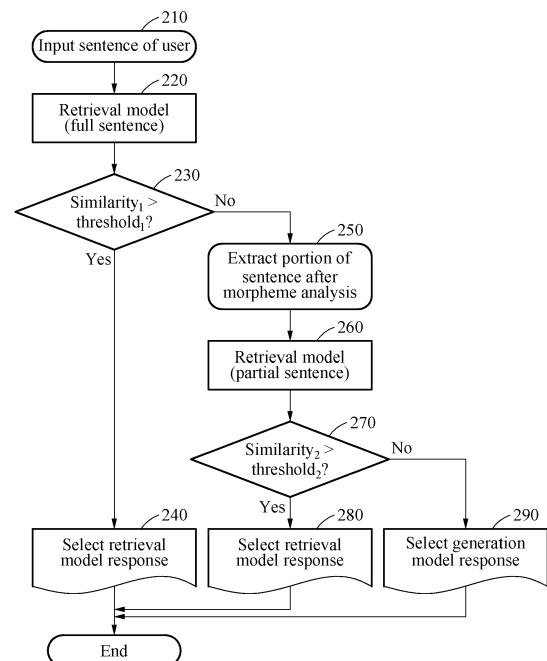 210
Input sentence of user
220
Retrieval model
(full sentence)
230
Similarity₁ >
threshold₁?
No
Yes
250
Extract portion of
sentence after
morpheme analysis
260
Retrieval model
(partial sentence)
270
Similarity₂ >
threshold₂?
No
Yes
240
Select retrieval
model response
280
Select retrieval
model response
290
Select generation
model response
End